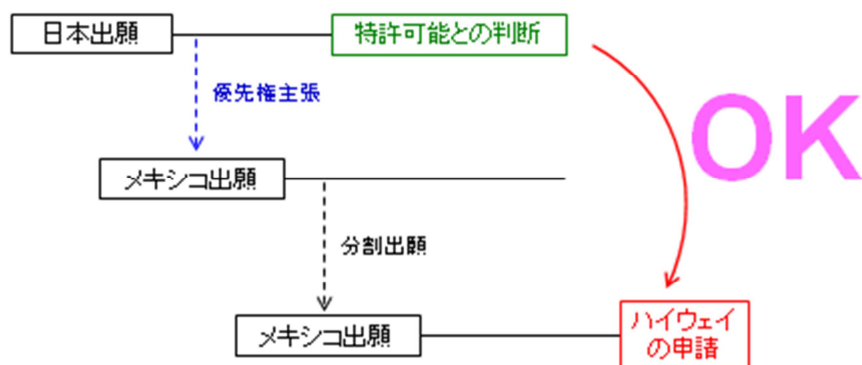 日本出願
特許可能との判断
優先権主張
OK
メキシコ出願
分割出願
メキシコ出願
ハイウェイ
の申請